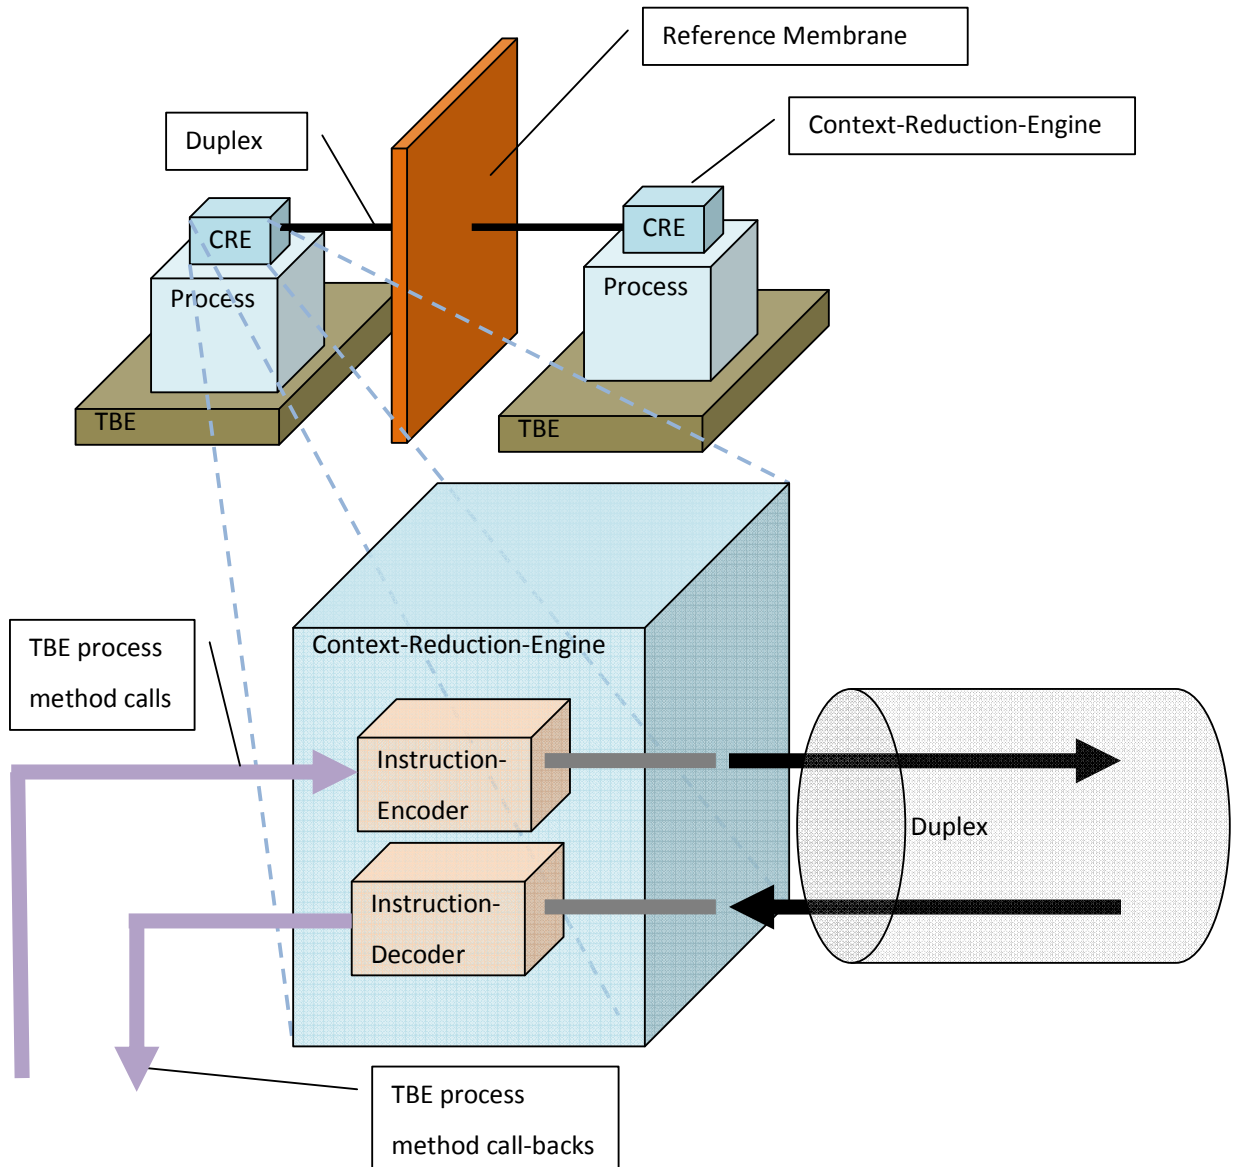 Reference Membrane
Context-Reduction-Engine
Duplex
CRE
CRE
Process
Process
TBE
TBE
Context-Reduction-Engine
TBE process
method calls
Instruction-
Encoder
Duplex
Instruction-
Decoder
TBE process
method call-backs